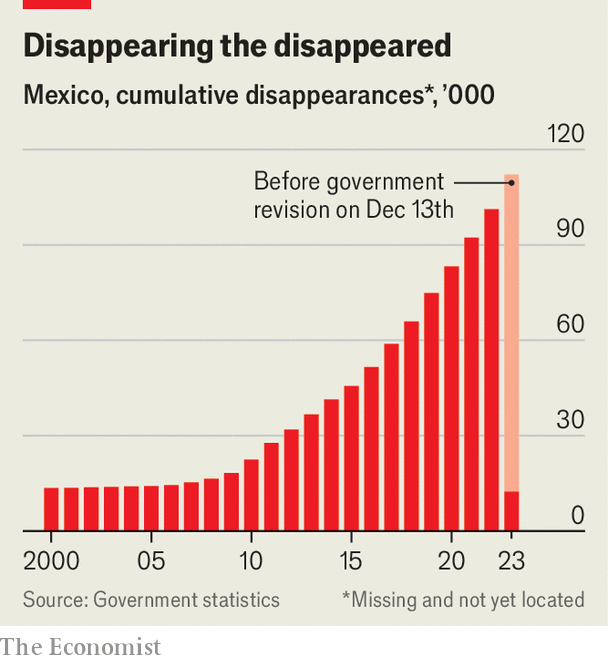 Disappearing the disappeared
Mexico, cumulative disappearances*, ’000
120
Before government
revision on Dec 13th
90
60
30
0
2000 05 10 15 20 23
Source: Government statistics *Missing and not yet located
The Economist